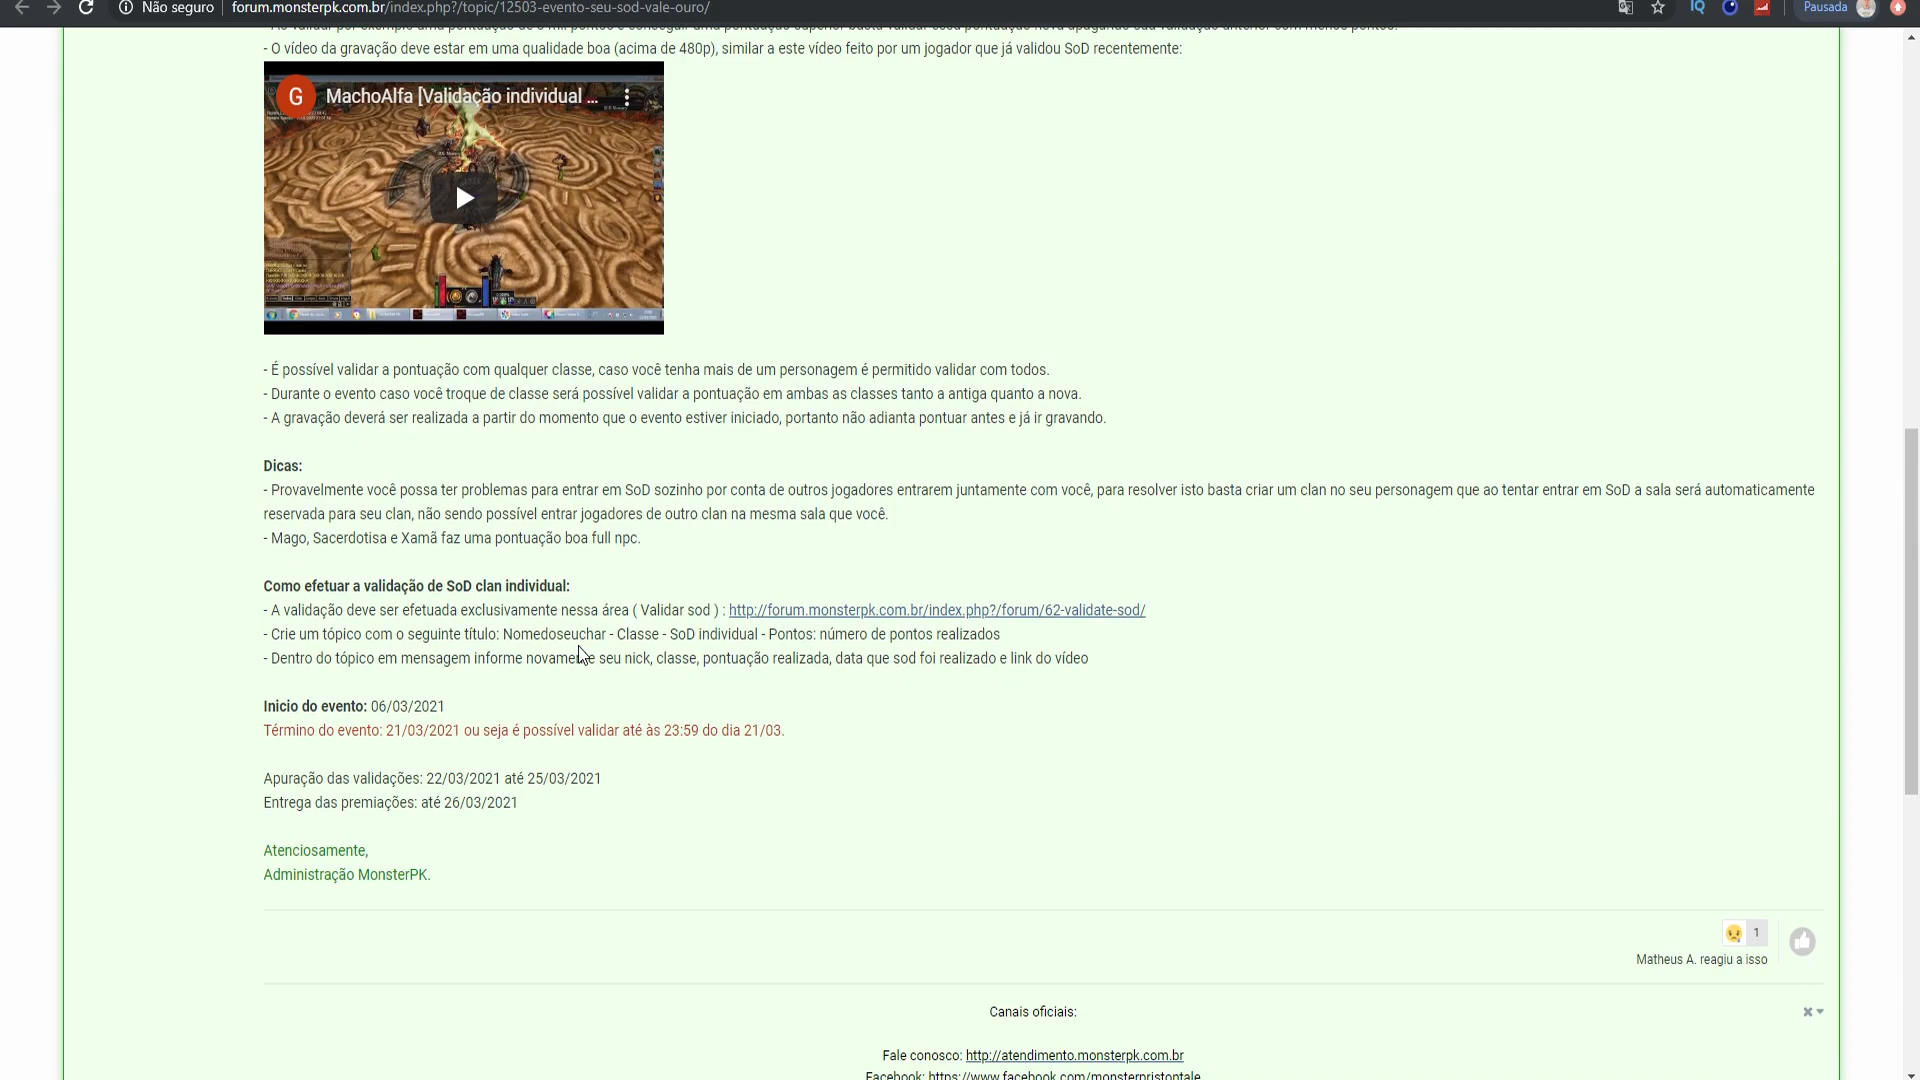 Não seguro
forum.monsterpk.com.br/index.php?/topic/12503-evento-seu-sod-vale-ouro/
IQ
Pausada
- Ao validar por exemplo uma pontuação de
- O vídeo da gravação deve estar em uma qualidade boa (acima de 480p), similar a este vídeo feito por um jogador que já validou SoD recentemente:
G
MachoAlfa [Validação individual ...
- É possível validar a pontuação com qualquer classe, caso você tenha mais de um personagem é permitido validar com todos.
- Durante o evento caso você troque de classe será possível validar a pontuação em ambas as classes tanto a antiga quanto a nova.
- A gravação deverá ser realizada a partir do momento que o evento estiver iniciado, portanto não adianta pontuar antes e já ir gravando.
Dicas:
- Provavelmente você possa ter problemas para entrar em SoD sozinho por conta de outros jogadores entrarem juntamente com você, para resolver isto basta criar um clan no seu personagem que ao tentar entrar em SoD a sala será automaticamente
reservada para seu clan, não sendo possível entrar jogadores de outro clan na mesma sala que você.
- Mago, Sacerdotisa e Xamã faz uma pontuação boa full npc.
Como efetuar a validação de SoD clan individual:
- A validação deve ser efetuada exclusivamente nessa área ( Validar sod ) : http://forum.monsterpk.com.br/index.php?/forum/62-validate-sod/
- Crie um tópico com o seguinte título: Nomedoseuchar - Classe - SoD individual - Pontos: número de pontos realizados
- Dentro do tópico em mensagem informe novamente seu nick, classe, pontuação realizada, data que sod foi realizado e link do vídeo
Inicio do evento: 06/03/2021
Término do evento: 21/03/2021 ou seja é possível validar até às 23:59 do dia 21/03.
Apuração das validações: 22/03/2021 até 25/03/2021
Entrega das premiações: até 26/03/2021
Atenciosamente,
Administração MonsterPK.
1
Matheus A. reagiu a isso
Canais oficiais:
Fale conosco: http://atendimento.monsterpk.com.br
Facebook: https://www.facebook.com/monsterpristontale